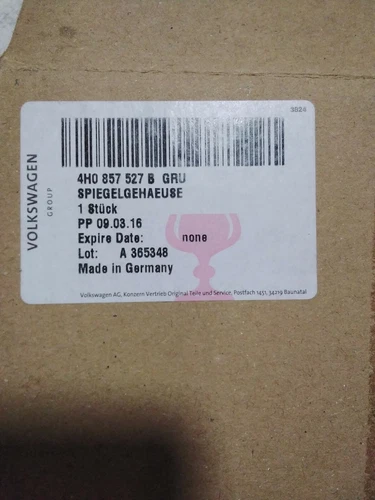 3524
VOLKSWAGEN
GROUP
4H0 857 527 B GRU
SPIEGELGEHAEUSE
1 Stück
PP 09.03.16
Expire Date: none
Lot: A 365348
Made in Germany
Volkswagen AG, Konzern Vertrieb Original Teile und Service, Postfach 1451, 34219 Baunatal